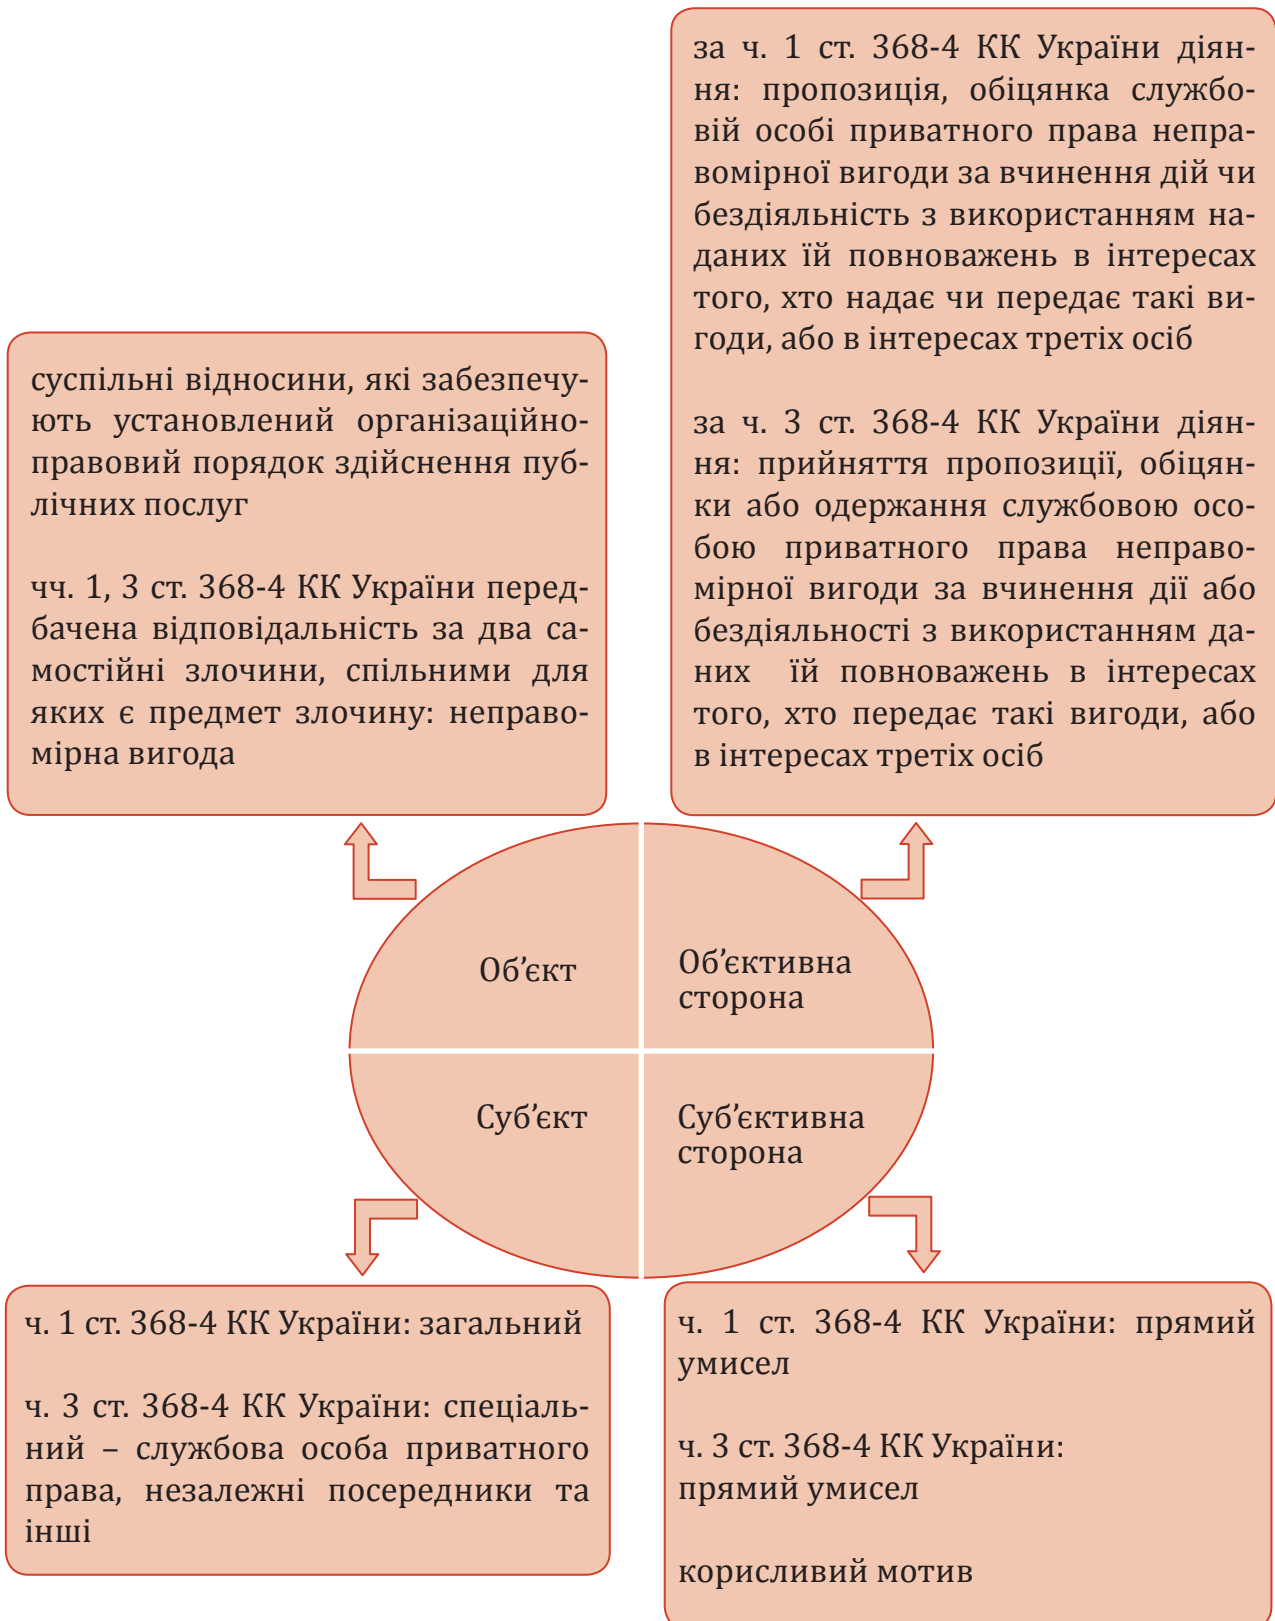 за ч. 1 ст. 368-4 КК України діян-
ня: пропозиція, обіцянка службо-
вій особі приватного права непра-
вомірної вигоди за вчинення дій чи
бездіяльність з використанням на-
даних їй повноважень в інтересах
того, хто надає чи передає такі ви-
годи, або в інтересах третіх осіб
за ч. 3 ст. 368-4 КК України діян-
ня: прийняття пропозиції, обіцян-
ки або одержання службовою осо-
бою приватного права неправо-
мірної вигоди за вчинення дії або
бездіяльності з використанням да-
них їй повноважень в інтересах
того, хто передає такі вигоди, або
в інтересах третіх осіб
суспільні відносини, які забезпечу-
ють установлений організаційно-
правовий порядок здійснення пуб-
лічних послуг
чч. 1, 3 ст. 368-4 КК України перед-
бачена відповідальність за два са-
мостійні злочини, спільними для
яких є предмет злочину: неправо-
мірна вигода
Об’єкт
Об’єктивна
сторона
Суб’єкт
Суб’єктивна
сторона
ч. 1 ст. 368-4 КК України: загальний
ч. 3 ст. 368-4 КК України: спеціаль-
ний – службова особа приватного
права, незалежні посередники та
інші
ч. 1 ст. 368-4 КК України: прямий
умисел
ч. 3 ст. 368-4 КК України:
прямий умисел
корисливий мотив